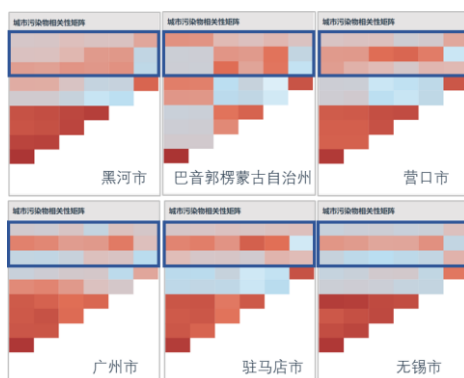 城市污染物相关性矩阵
城市污染物相关性矩阵
城市污染物相关性矩阵
黑河市
巴音郭楞蒙古自治州
营口市
城市污染物相关性矩阵
城市污染物相关性矩阵
城市污染物相关性矩阵
广州市
驻马店市
无锡市